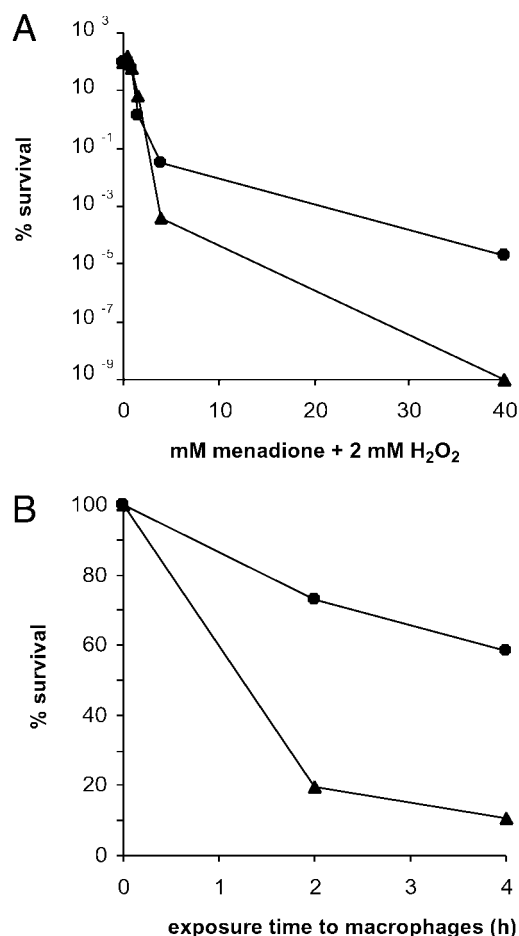 A
% survival
10 3
10
10 -1
10 -3
10 -5
10 -7
10 -9
0 10 20 30 40
mM menadione + 2 mM H₂O₂
B
% survival
100
80
60
40
20
0
0 1 2 3 4
exposure time to macrophages (h)